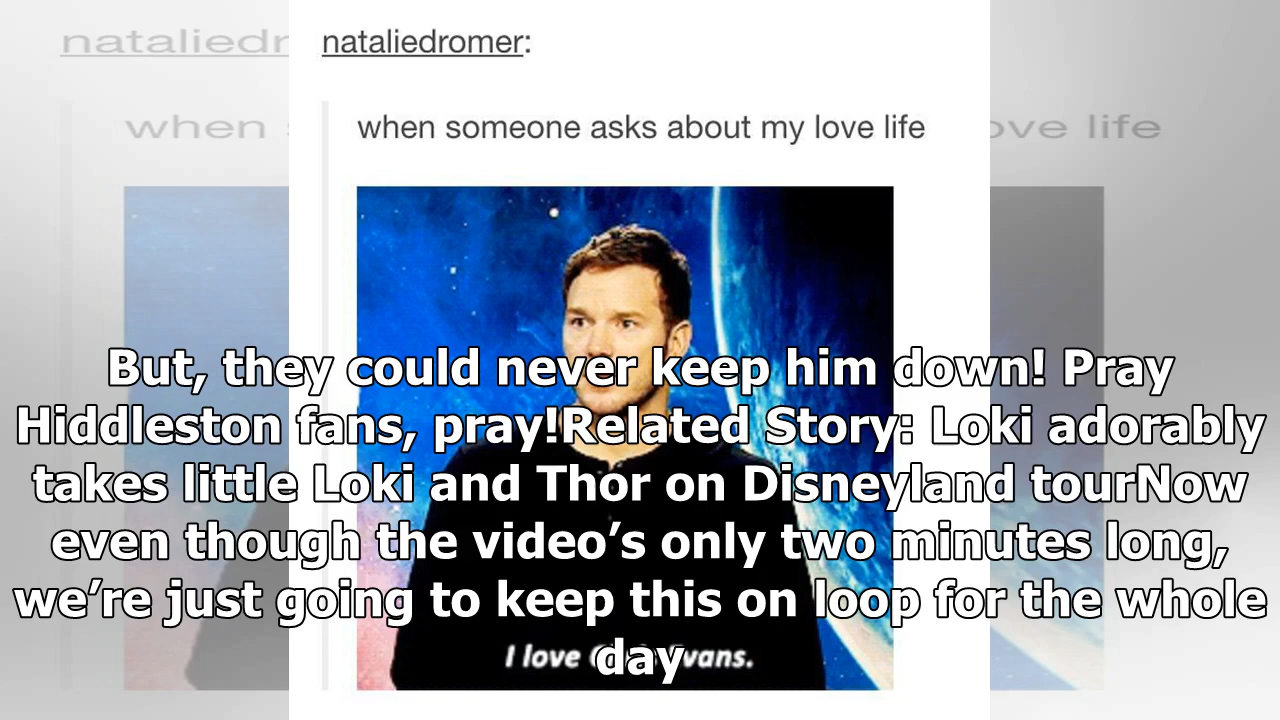 nataliedr
nataliedromer:
when
when someone asks about my love life
ove life
But, they could never keep him down! Pray
Hiddleston fans, pray!Related Story: Loki adorably
takes little Loki and Thor on Disneyland tourNow
even though the video’s only two minutes long,
we’re just going to keep this on loop for the whole
day
I love vans.